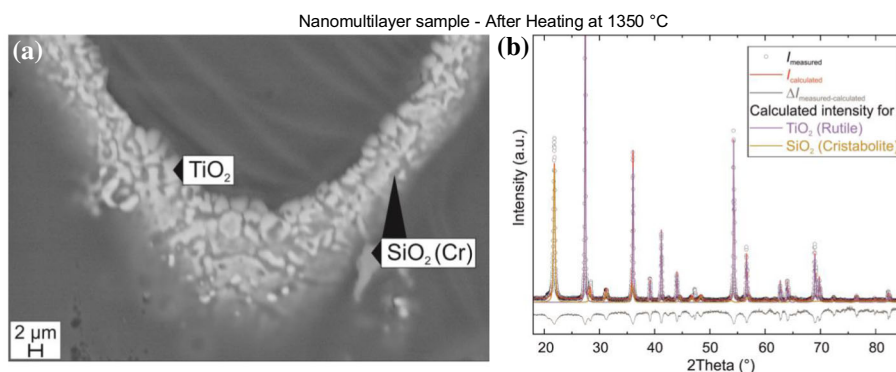 Nanomultilayer sample - After Heating at 1350 °C
(a)
TiO2
SiO2 (Cr)
2 µm
(b)
Imeasured
Icalculated
ΔImeasured-calculated
Calculated intensity for
TiO2 (Rutile)
SiO2 (Cristabolite)
Intensity (a.u.)
20 30 40 50 60 70 80
2Theta (°)